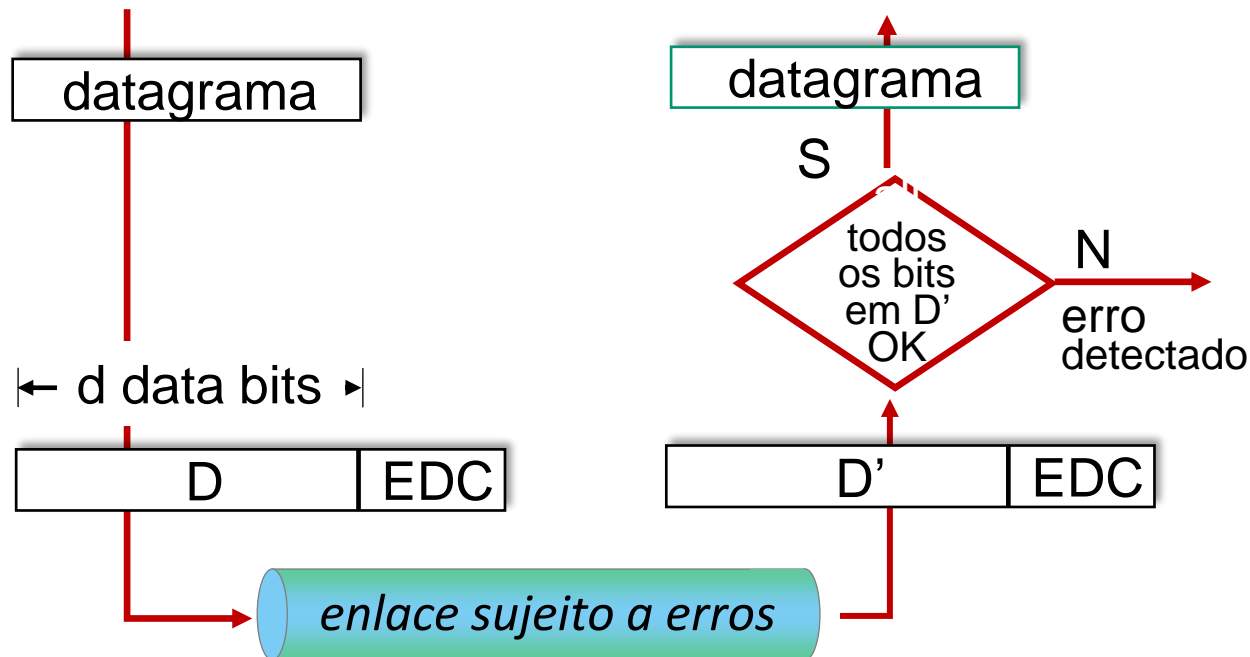 datagrama
d data bits
D EDC
enlace sujeito a erros
D’ EDC
todos
os bits
em D’
OK
S
N
erro
detectado
datagrama